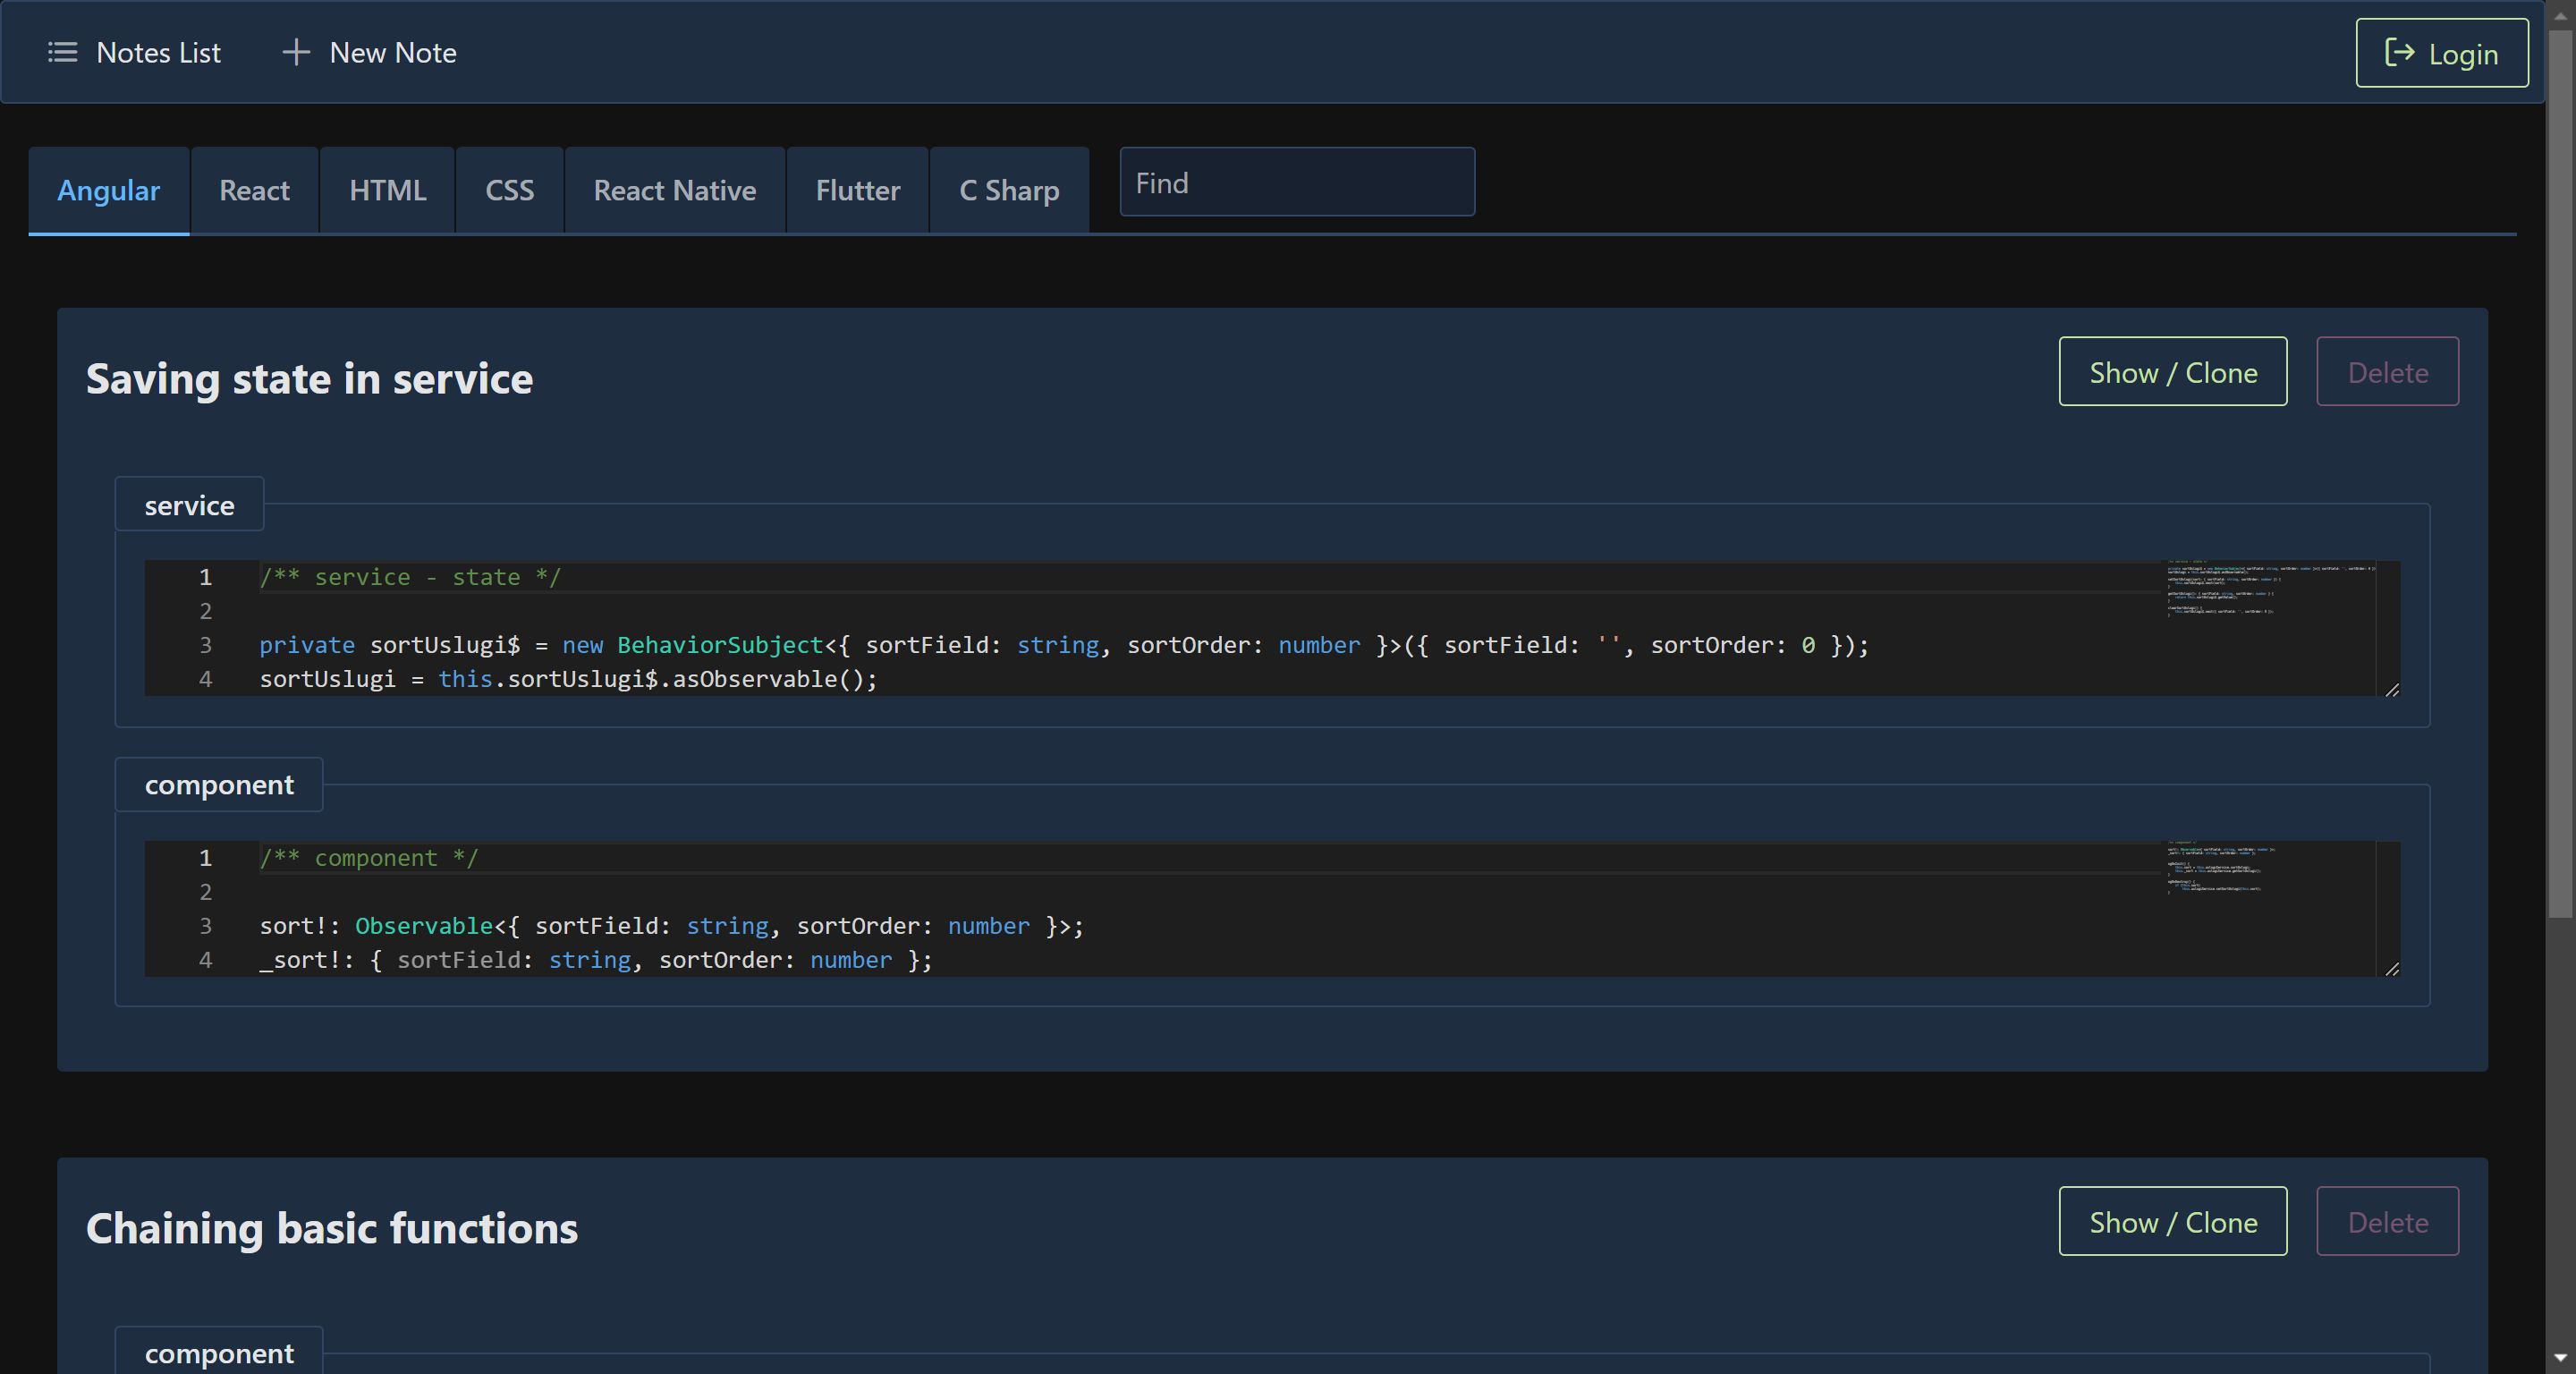 Notes List
New Note
Login
Angular
React
HTML
CSS
React Native
Flutter
C Sharp
Find
Saving state in service
Show / Clone
Delete
service
1 /** service - state */
2
3 private sortUslugi$ = new BehaviorSubject<{ sortField: string, sortOrder: number }>({ sortField: '', sortOrder: 0 });
4 sortUslugi = this.sortUslugi$.asObservable();
component
1 /** component */
2
3 sort!: Observable<{ sortField: string, sortOrder: number }>;
4 _sort!: { sortField: string, sortOrder: number };
Chaining basic functions
Show / Clone
Delete
component